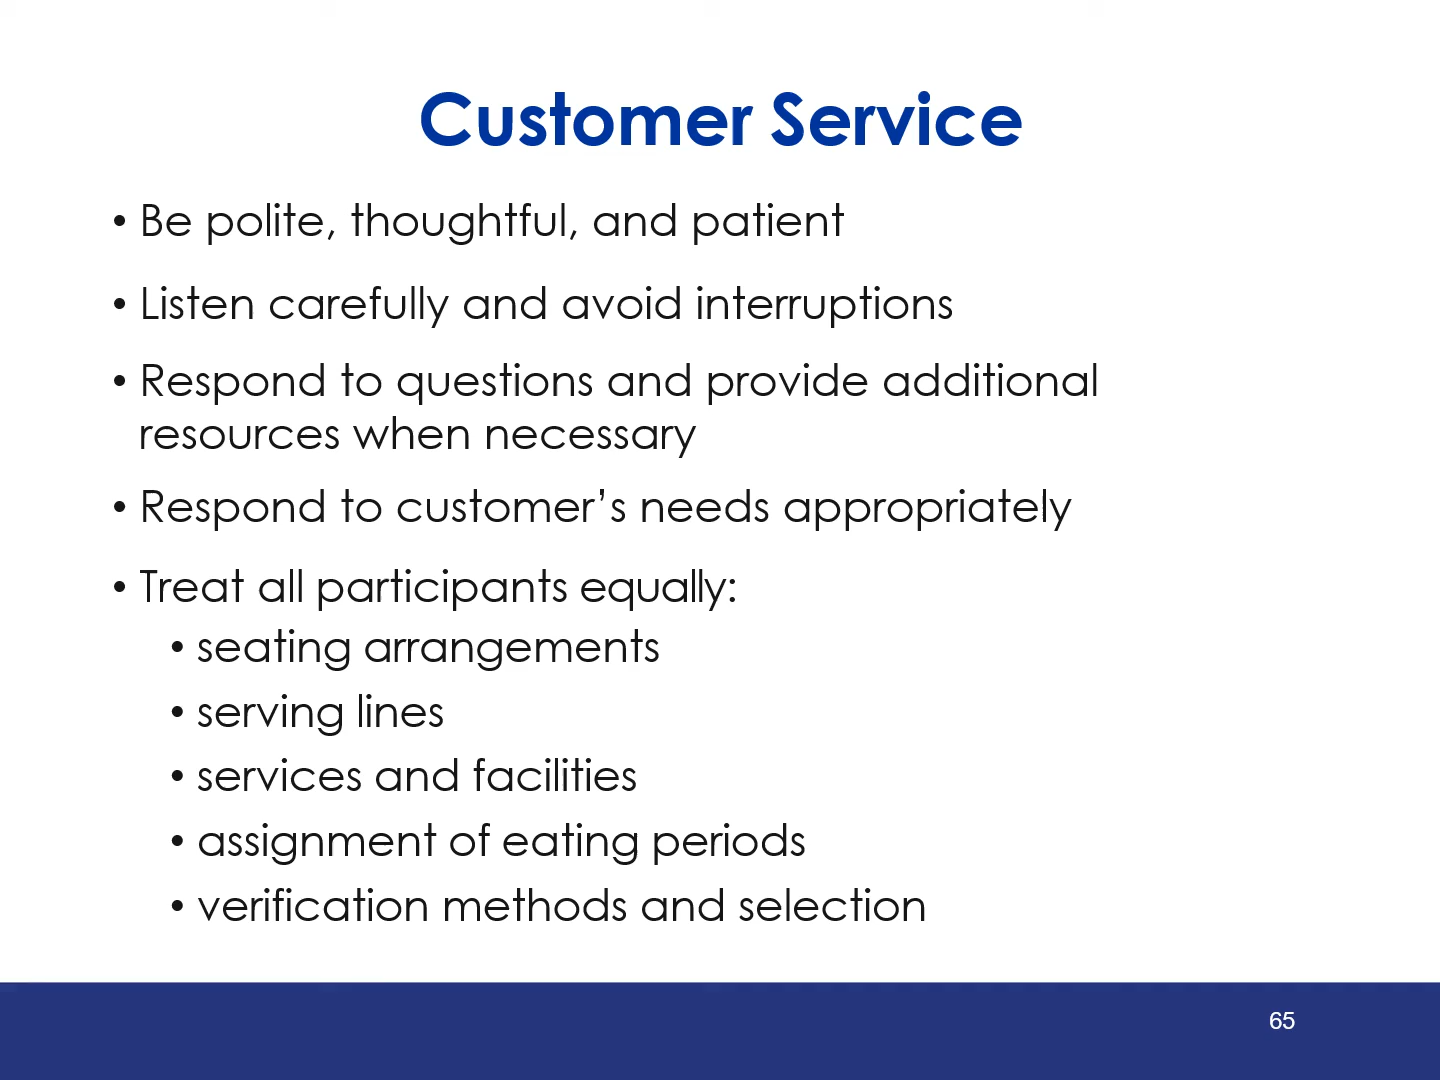 Customer Service
• Be polite, thoughtful, and patient
• Listen carefully and avoid interruptions
• Respond to questions and provide additional
resources when necessary
• Respond to customer’s needs appropriately
• Treat all participants equally:
• seating arrangements
• serving lines
• services and facilities
• assignment of eating periods
• verification methods and selection
65